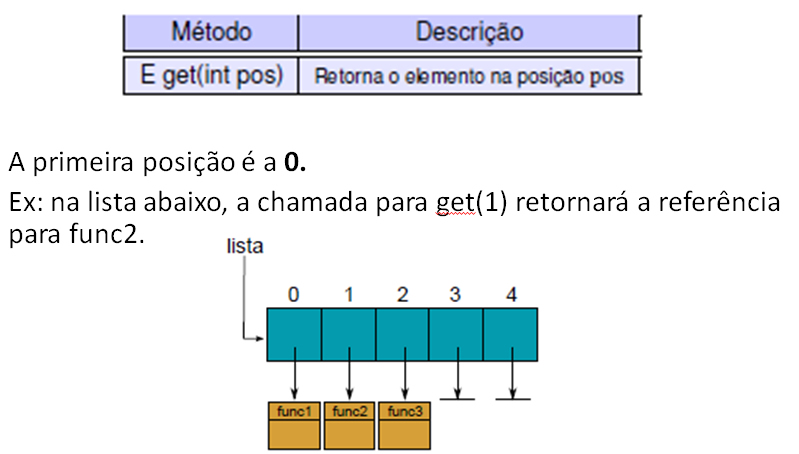 Método Descrição
E get(int pos) Retorna o elemento na posição pos
A primeira posição é a 0.
Ex: na lista abaixo, a chamada para get(1) retornará a referência
para func2.
lista
0 1 2 3 4
func1 func2 func3